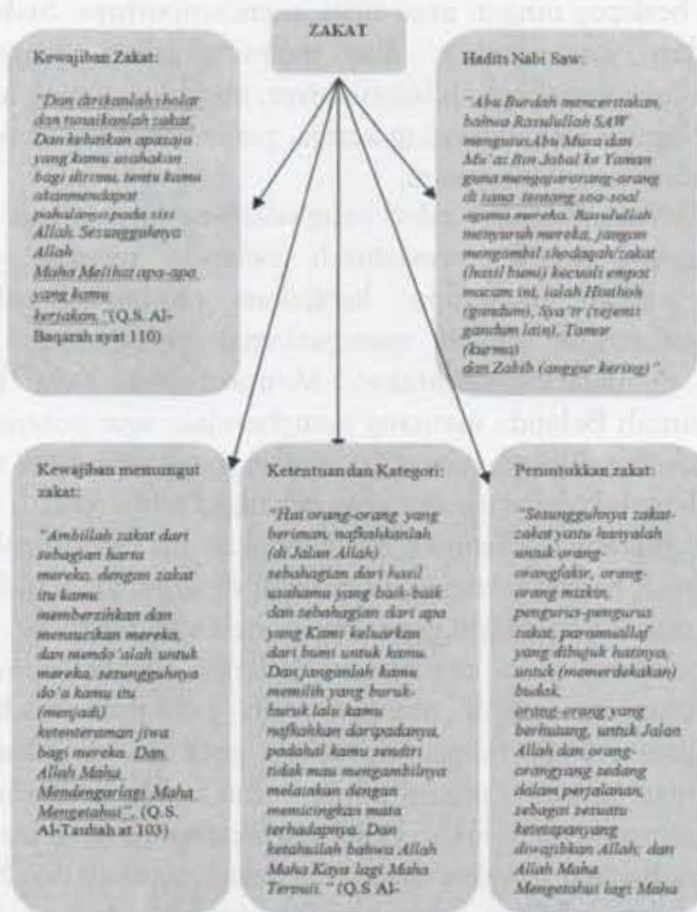 ZAKAT
Kewajiban Zakat:
"Dan dirikanlah sholat
dan tunaikanlah zakat.
Dan kebaikan apasaja
yang kamu usahakan
bagi dirimu, tentu kamu
akanmendapat
pahalanya pada sisi
Allah. Sesungguhnya
Allah
Maha Melihat apa-apa
yang kamu
kerjakan."(Q.S. Al-
Baqarah ayat 110)
Hadits Nabi Saw:
"Abu Burdah menceritakan,
bahwa Rasulullah SAW
mengutusAbu Musa dan
Mu'az Bin Jabal ke Yaman
guna mengajarorang-orang
di sana tentang soa-soal
agama mereka. Rasulullah
menyuruh mereka, jangan
mengambil shodaqah/zakat
(hasil bumi) kecuali empat
macam ini, ialah Hinthoh
(gandum), Sya'ir (sejenis
gandum lain), Tamar
(kurma)
dan Zabib (anggur kering)".
Kewajiban memungut
zakat:
"Ambillah zakat dari
sebagian harta
mereka, dengan zakat
itu kamu
membersihkan dan
mensucikan mereka,
dan mendo'alah untuk
mereka, sesungguhnya
do'a kamu itu
(menjadi)
ketenteraman jiwa
bagi mereka. Dan
Allah Maha
Mendengarlagi Maha
Mengetahui". (Q.S.
Al-Taubah at 103)
Ketentuan dan Kategori:
"Hai orang-orang yang
beriman, nafkahkanlah
(di Jalan Allah)
sebahagian dari hasil
usahamu yang baik-baik
dan sebahagian dari apa
yang Kami keluarkan
dari bumi untuk kamu.
Dan janganlah kamu
memilih yang buruk-
buruk lalu kamu
nafkahkan daripadanya,
padahal kamu sendiri
tidak mau mengambilnya
melainkan dengan
memicingkan mata
terhadapnya. Dan
ketahuilah bahwa Allah
Maha Kaya lagi Maha
Terpuji." (Q.S Al-
Peruntukkan zakat:
"Sesungguhnya zakat-
zakat yaitu hanyalah
untuk orang-
orangfakir, orang-
orang miskin,
pengurus-pengurus
zakat, paramuallaf
yang dibujuk hatinya,
untuk (memerdekakan)
budak,
orang-orang yang
berhutang, untuk Jalan
Allah dan orang-
orangyang sedang
dalam perjalanan,
sebagai sesuatu
ketetapanyang
diwajibkan Allah; dan
Allah Maha
Mengetahui lagi Maha